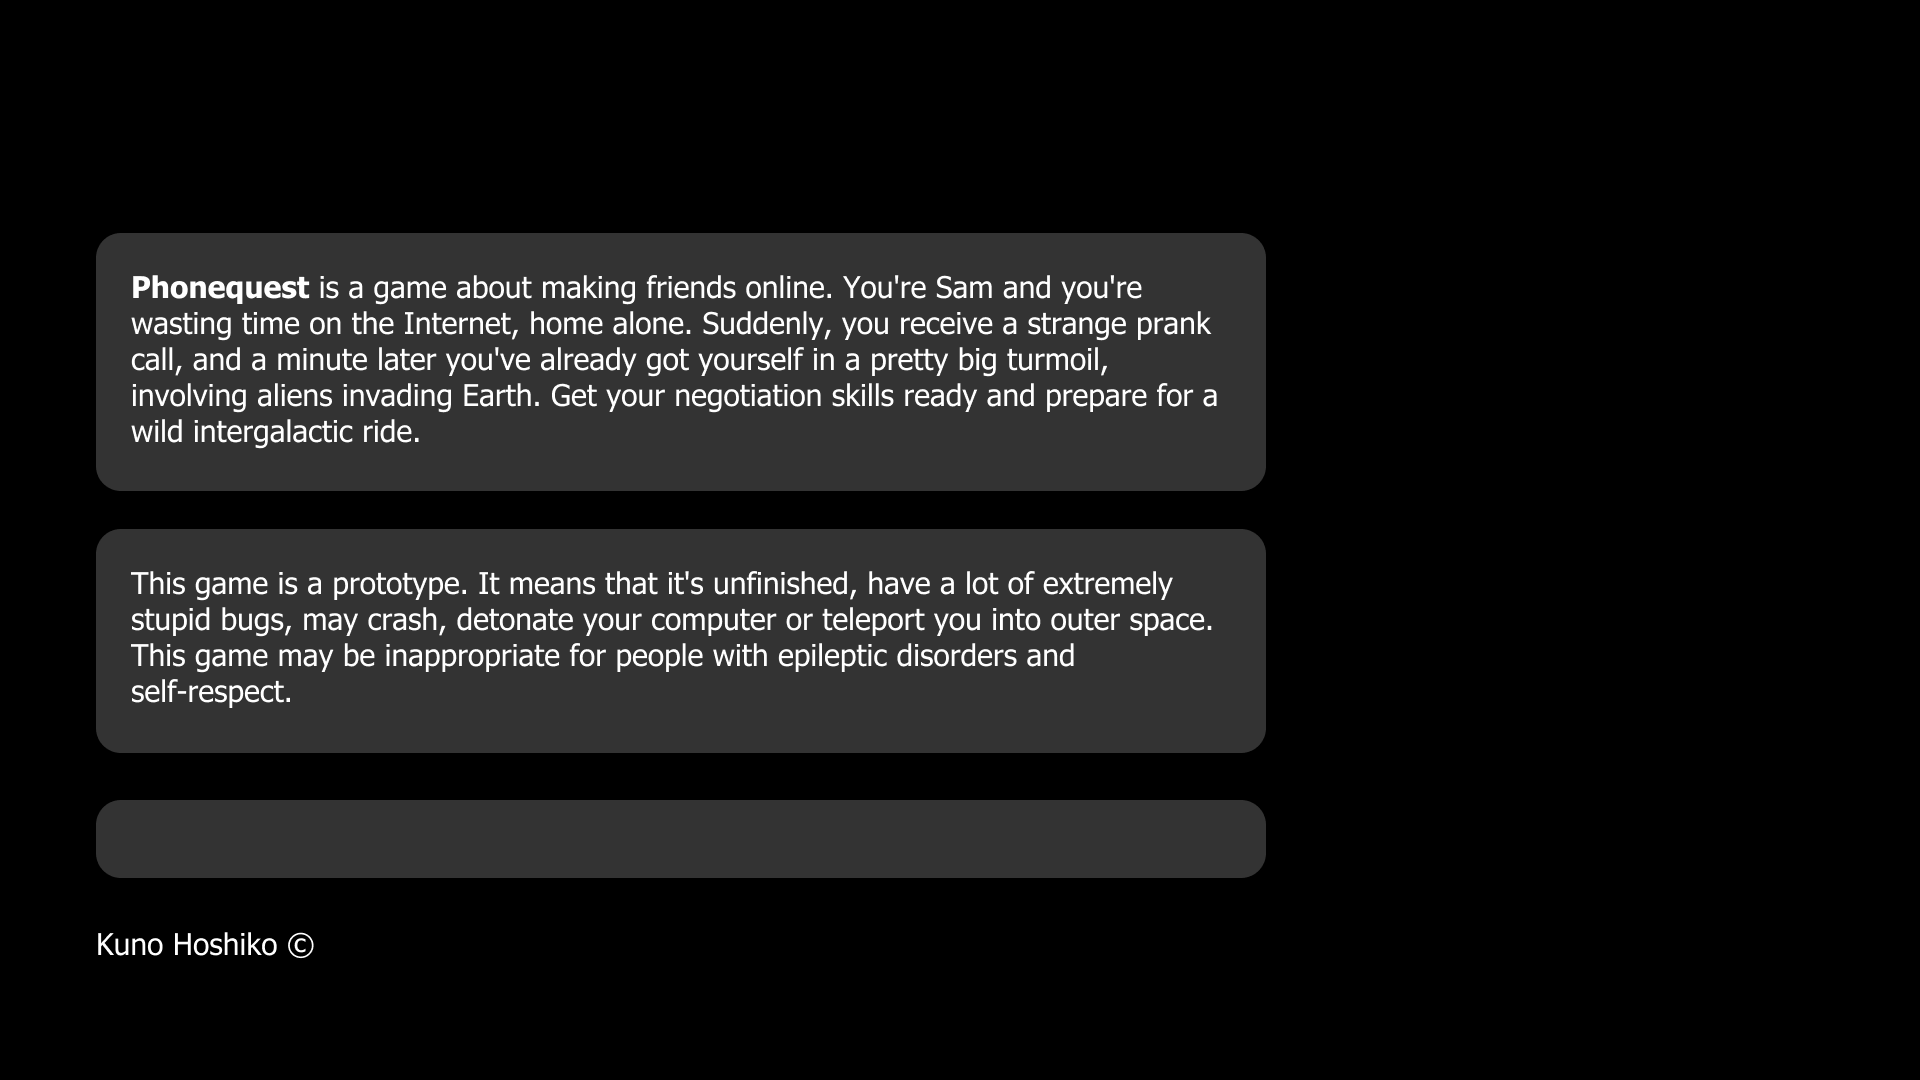 Phonequest is a game about making friends online. You're Sam and you're
wasting time on the Internet, home alone. Suddenly, you receive a strange prank
call, and a minute later you've already got yourself in a pretty big turmoil,
involving aliens invading Earth. Get your negotiation skills ready and prepare for a
wild intergalactic ride.
This game is a prototype. It means that it's unfinished, have a lot of extremely
stupid bugs, may crash, detonate your computer or teleport you into outer space.
This game may be inappropriate for people with epileptic disorders and
self-respect.
Kuno Hoshiko ©